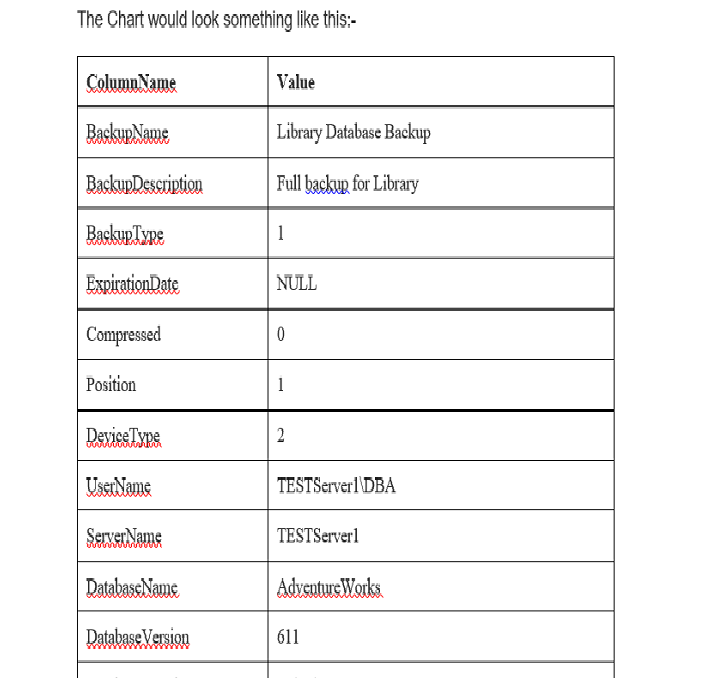 The Chart would look something like this:-
ColumnName Value
BackupName Library Database Backup
BackupDescription Full backup for Library
BackupType 1
ExpirationDate NULL
Compressed 0
Position 1
DeviceType 2
UserName TESTServer1\DBA
ServerName TESTServer1
DatabaseName AdventureWorks
DatabaseVersion 611